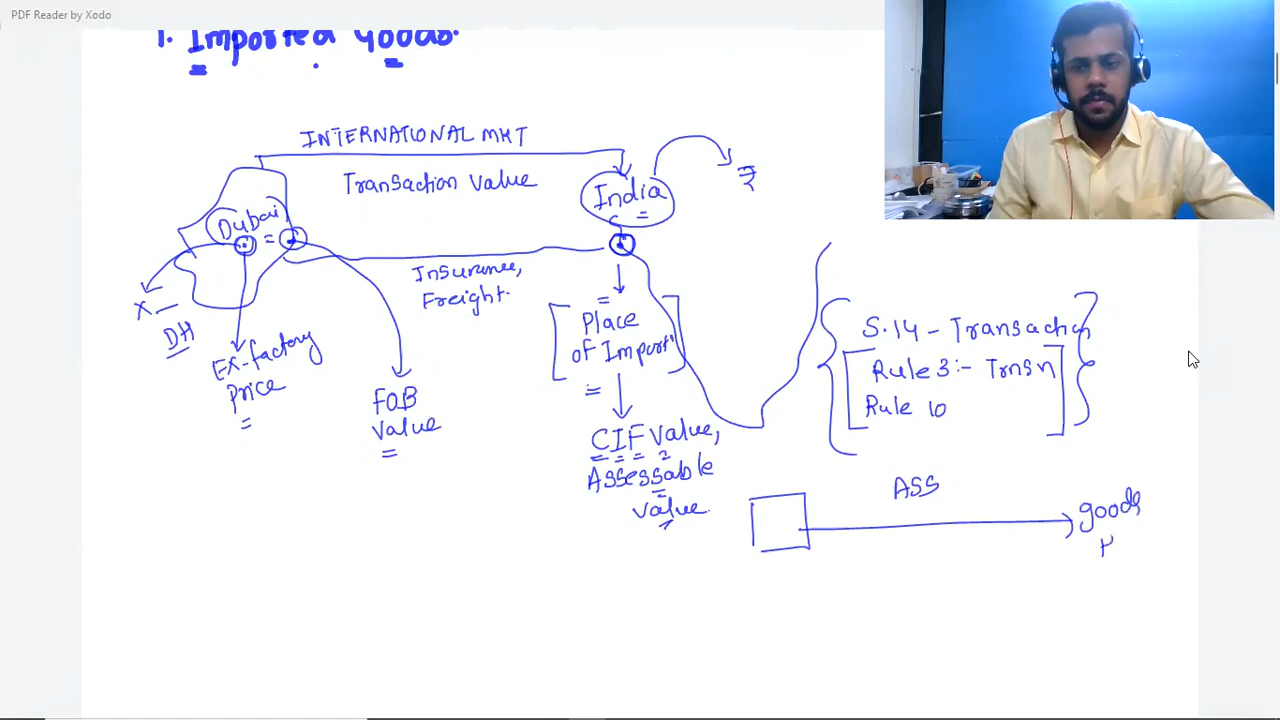 PDF Reader by Xodo
1. Imported Goods.
INTERNATIONAL MKT
Transaction Value
India
₹
Dubai
Insurance,
Freight.
X
DH
Ex-factory
Price
FOB
Value
Place
of Import
CIF Value,
Assessable
Value.
S.14 - Transaction
Rule 3:- Trnsn
Rule 10
ASS
goods